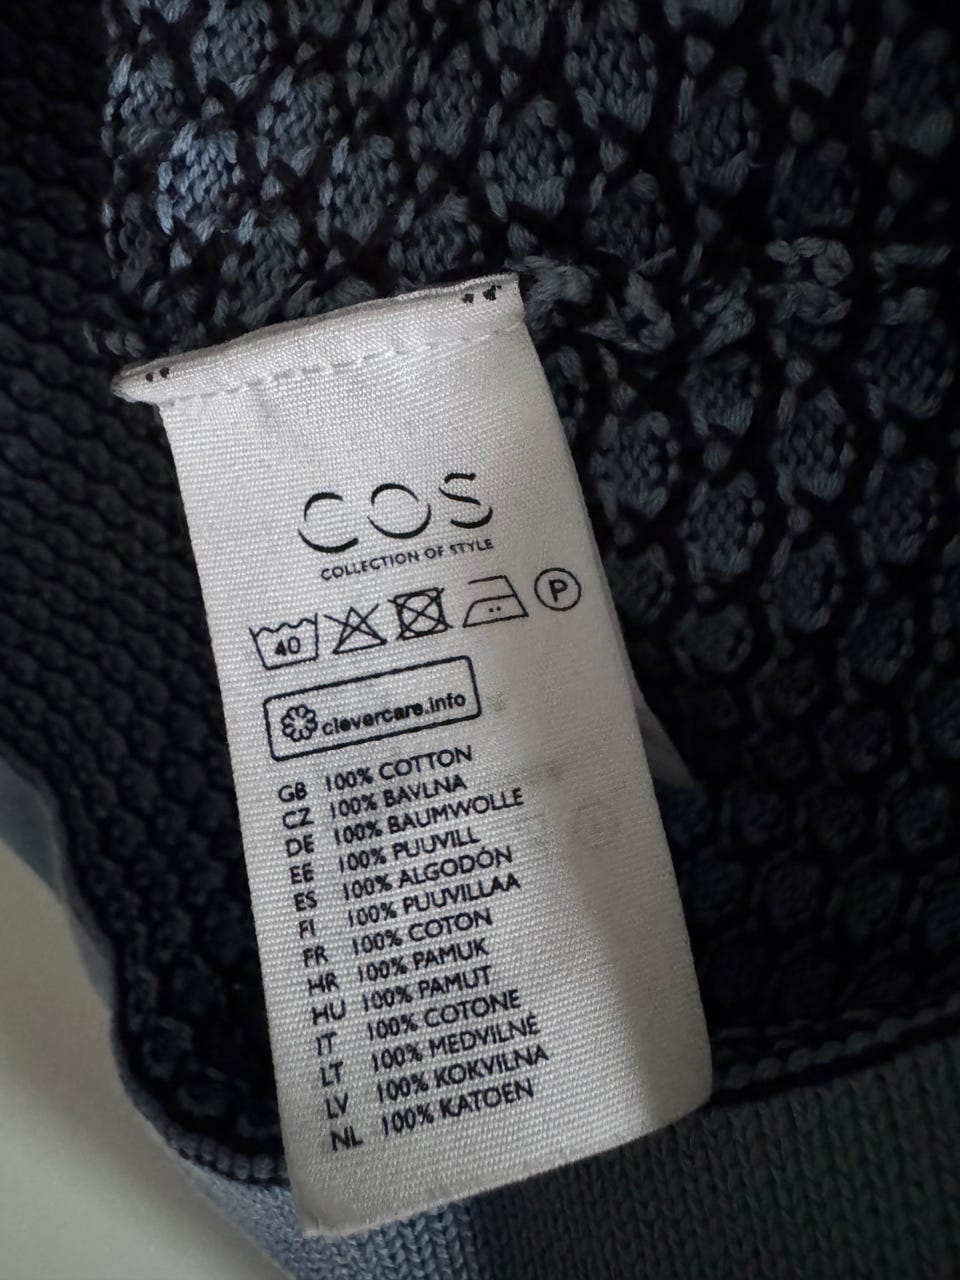 COS
COLLECTION OF STYLE
40 P
clevercare.info
GB 100% COTTON
CZ 100% BAVLNA
DE 100% BAUMWOLLE
EE 100% PUUVILL
ES 100% ALGODÓN
FI 100% PUUVILLAA
FR 100% COTON
HR 100% PAMUK
HU 100% PAMUT
IT 100% COTONE
LT 100% MEDVILNĖ
LV 100% KOKVILNA
NL 100% KATOEN